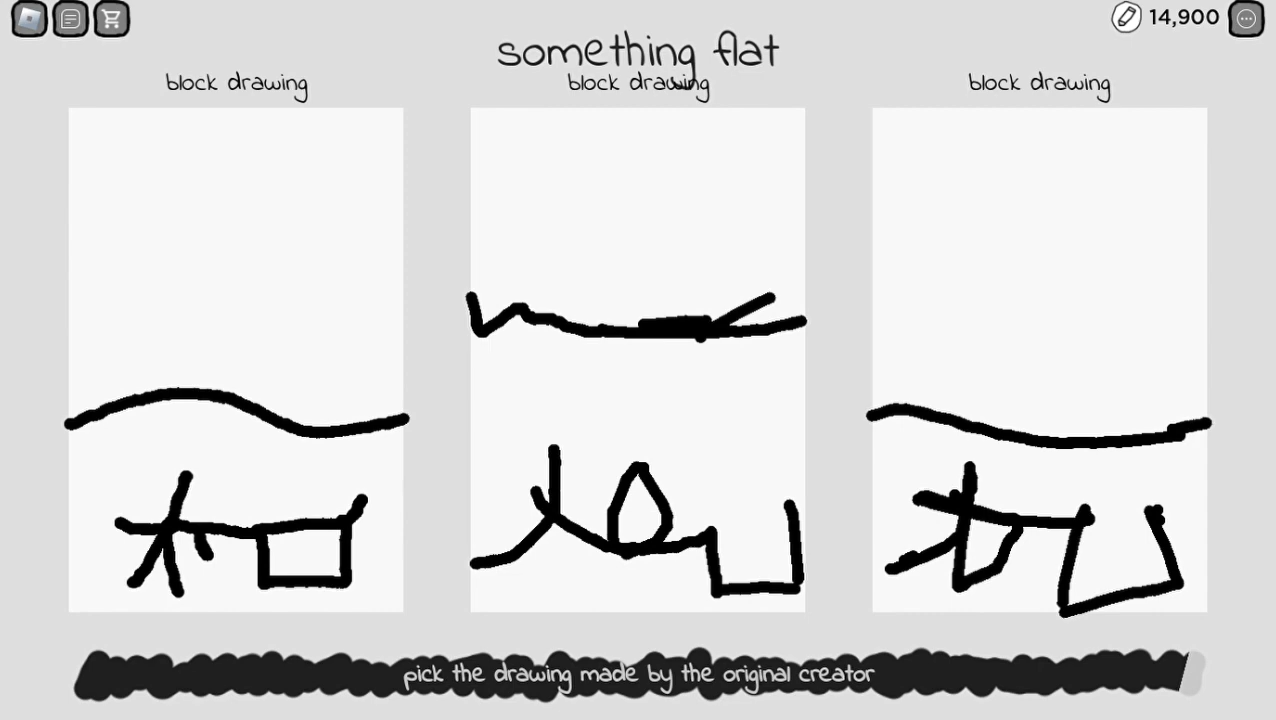 14,900
something flat
block drawing
block drawing
block drawing
pick the drawing made by the original creator